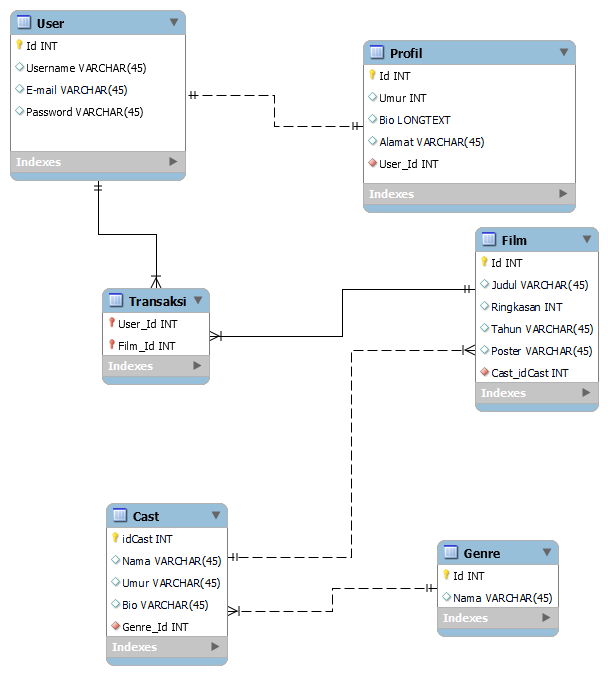 User
Id INT
Username VARCHAR(45)
E-mail VARCHAR(45)
Password VARCHAR(45)
Indexes
Profil
Id INT
Umur INT
Bio LONGTEXT
Alamat VARCHAR(45)
User_Id INT
Indexes
Transaksi
User_Id INT
Film_Id INT
Indexes
Film
Id INT
Judul VARCHAR(45)
Ringkasan INT
Tahun VARCHAR(45)
Poster VARCHAR(45)
Cast_idCast INT
Indexes
Cast
idCast INT
Nama VARCHAR(45)
Umur VARCHAR(45)
Bio VARCHAR(45)
Genre_Id INT
Indexes
Genre
Id INT
Nama VARCHAR(45)
Indexes